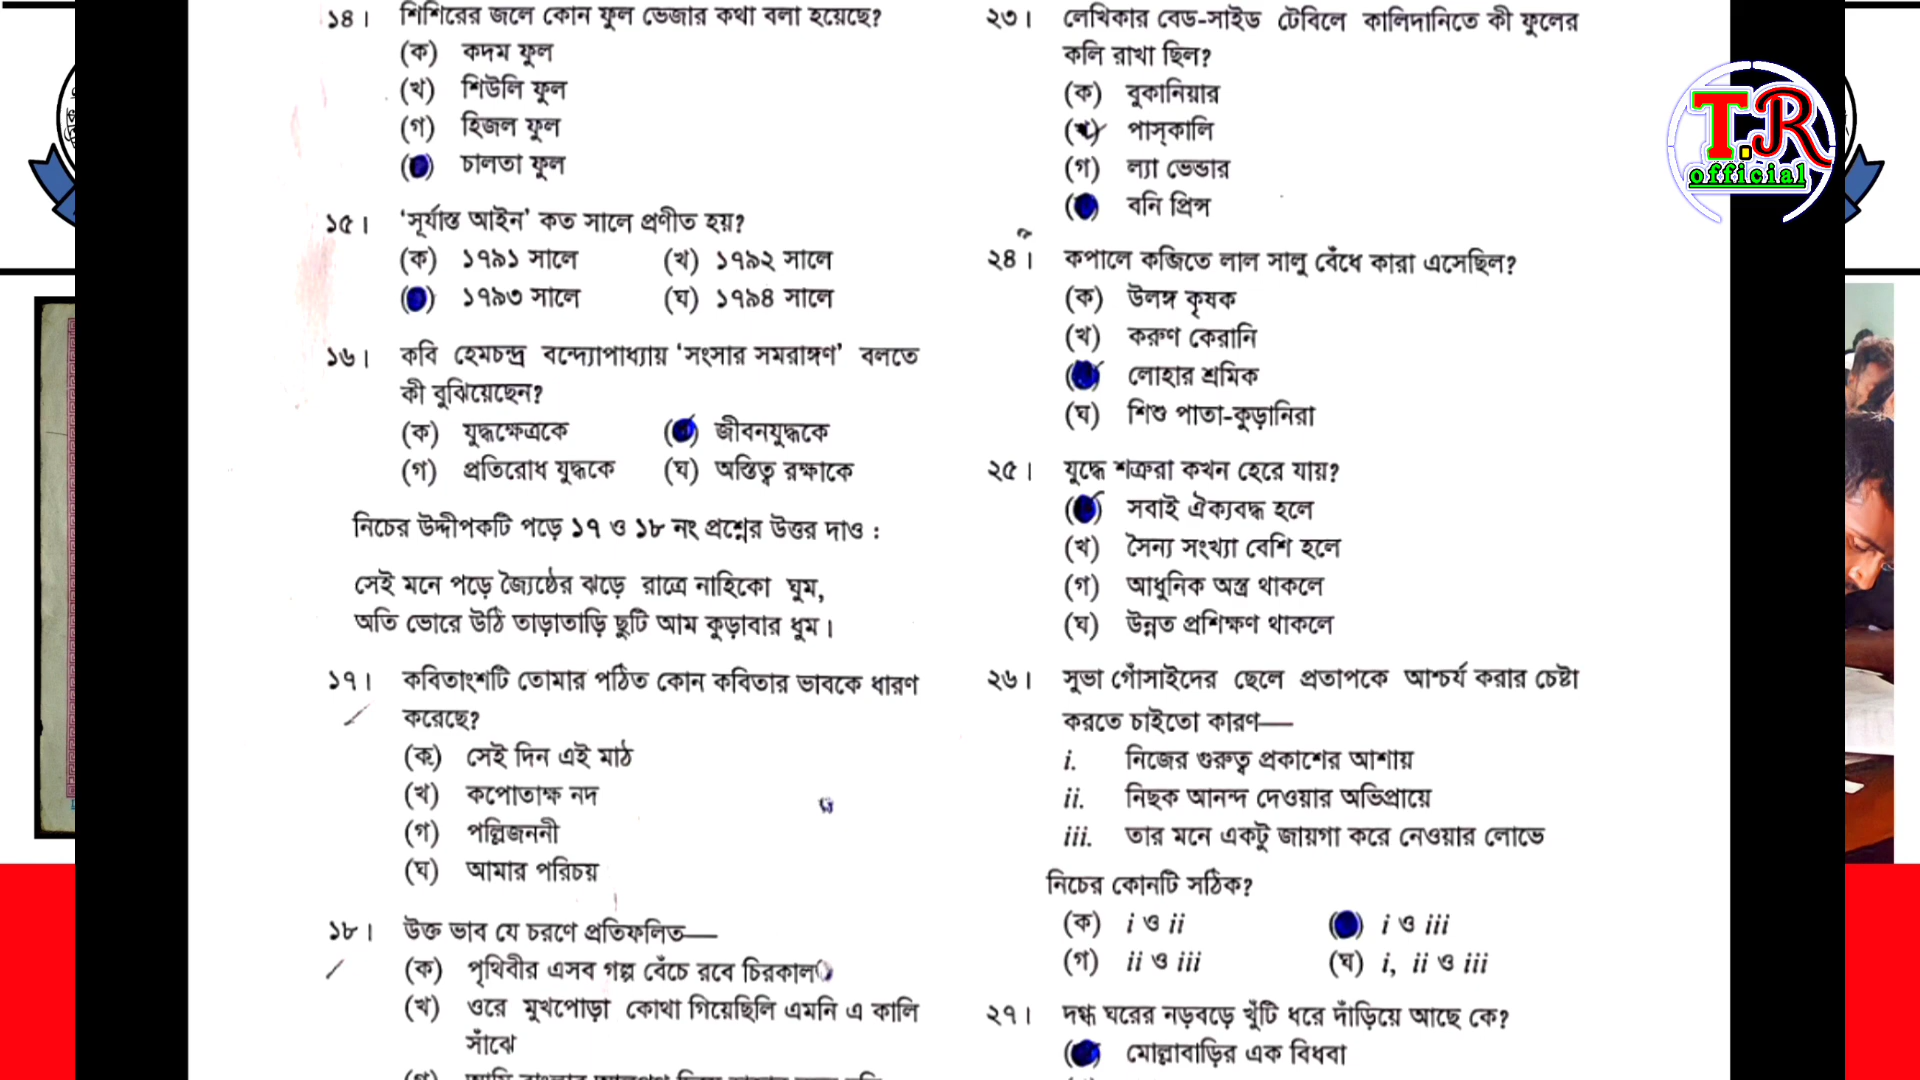 ১৪। শিশিরের জলে কোন ফুল ভেজার কথা বলা হয়েছে?
(ক) কদম ফুল
(খ) শিউলি ফুল
(গ) হিজল ফুল
চালতা ফুল
১৫। ‘সূর্যাস্ত আইন’ কত সালে প্রণীত হয়?
(ক) ১৭৯১ সালে (খ) ১৭৯২ সালে
১৭৯৩ সালে (ঘ) ১৭৯৪ সালে
১৬। কবি হেমচন্দ্র বন্দ্যোপাধ্যায় ‘সংসার সমরাঙ্গণ’ বলতে
কী বুঝিয়েছেন?
(ক) যুদ্ধক্ষেত্রকে জীবনযুদ্ধকে
(গ) প্রতিরোধ যুদ্ধকে (ঘ) অস্তিত্ব রক্ষাকে
নিচের উদ্দীপকটি পড়ে ১৭ ও ১৮ নং প্রশ্নের উত্তর দাও :
সেই মনে পড়ে জ্যৈষ্ঠের ঝড়ে রাত্রে নাহিকো ঘুম,
অতি ভোরে উঠি তাড়াতাড়ি ছুটি আম কুড়াবার ধুম।
১৭। কবিতাংশটি তোমার পঠিত কোন কবিতার ভাবকে ধারণ
করেছে?
(ক) সেই দিন এই মাঠ
(খ) কপোতাক্ষ নদ
(গ) পল্লিজননী
(ঘ) আমার পরিচয়
১৮। উক্ত ভাব যে চরণে প্রতিফলিত—
(ক) পৃথিবীর এসব গল্প বেঁচে রবে চিরকাল
(খ) ওরে মুখপোড়া কোথা গিয়েছিলি এমনি এ কালি
সাঁঝে
২৩। লেখিকার বেড-সাইড টেবিলে কালিদানিতে কী ফুলের
কলি রাখা ছিল?
(ক) বুকানিয়ার
(খ) পাস্‌কালি
(গ) ল্যা ভেন্ডার
বনি প্রিন্স
২৪। কপালে কব্জিতে লাল সালু বেঁধে কারা এসেছিল?
(ক) উলঙ্গ কৃষক
(খ) করুণ কেরানি
লোহার শ্রমিক
(ঘ) শিশু পাতা-কুড়ানিরা
২৫। যুদ্ধে শত্রুরা কখন হেরে যায়?
সবাই ঐক্যবদ্ধ হলে
(খ) সৈন্য সংখ্যা বেশি হলে
(গ) আধুনিক অস্ত্র থাকলে
(ঘ) উন্নত প্রশিক্ষণ থাকলে
২৬। সুভা গোঁসাইদের ছেলে প্রতাপকে আশ্চর্য করার চেষ্টা
করতে চাইতো কারণ—
i. নিজের গুরুত্ব প্রকাশের আশায়
ii. নিছক আনন্দ দেওয়ার অভিপ্রায়ে
iii. তার মনে একটু জায়গা করে নেওয়ার লোভে
নিচের কোনটি সঠিক?
(ক) i ও ii i ও iii
(গ) ii ও iii (ঘ) i, ii ও iii
২৭। দগ্ধ ঘরের নড়বড়ে খুঁটি ধরে দাঁড়িয়ে আছে কে?
মোল্লাবাড়ির এক বিধবা
T.R
official